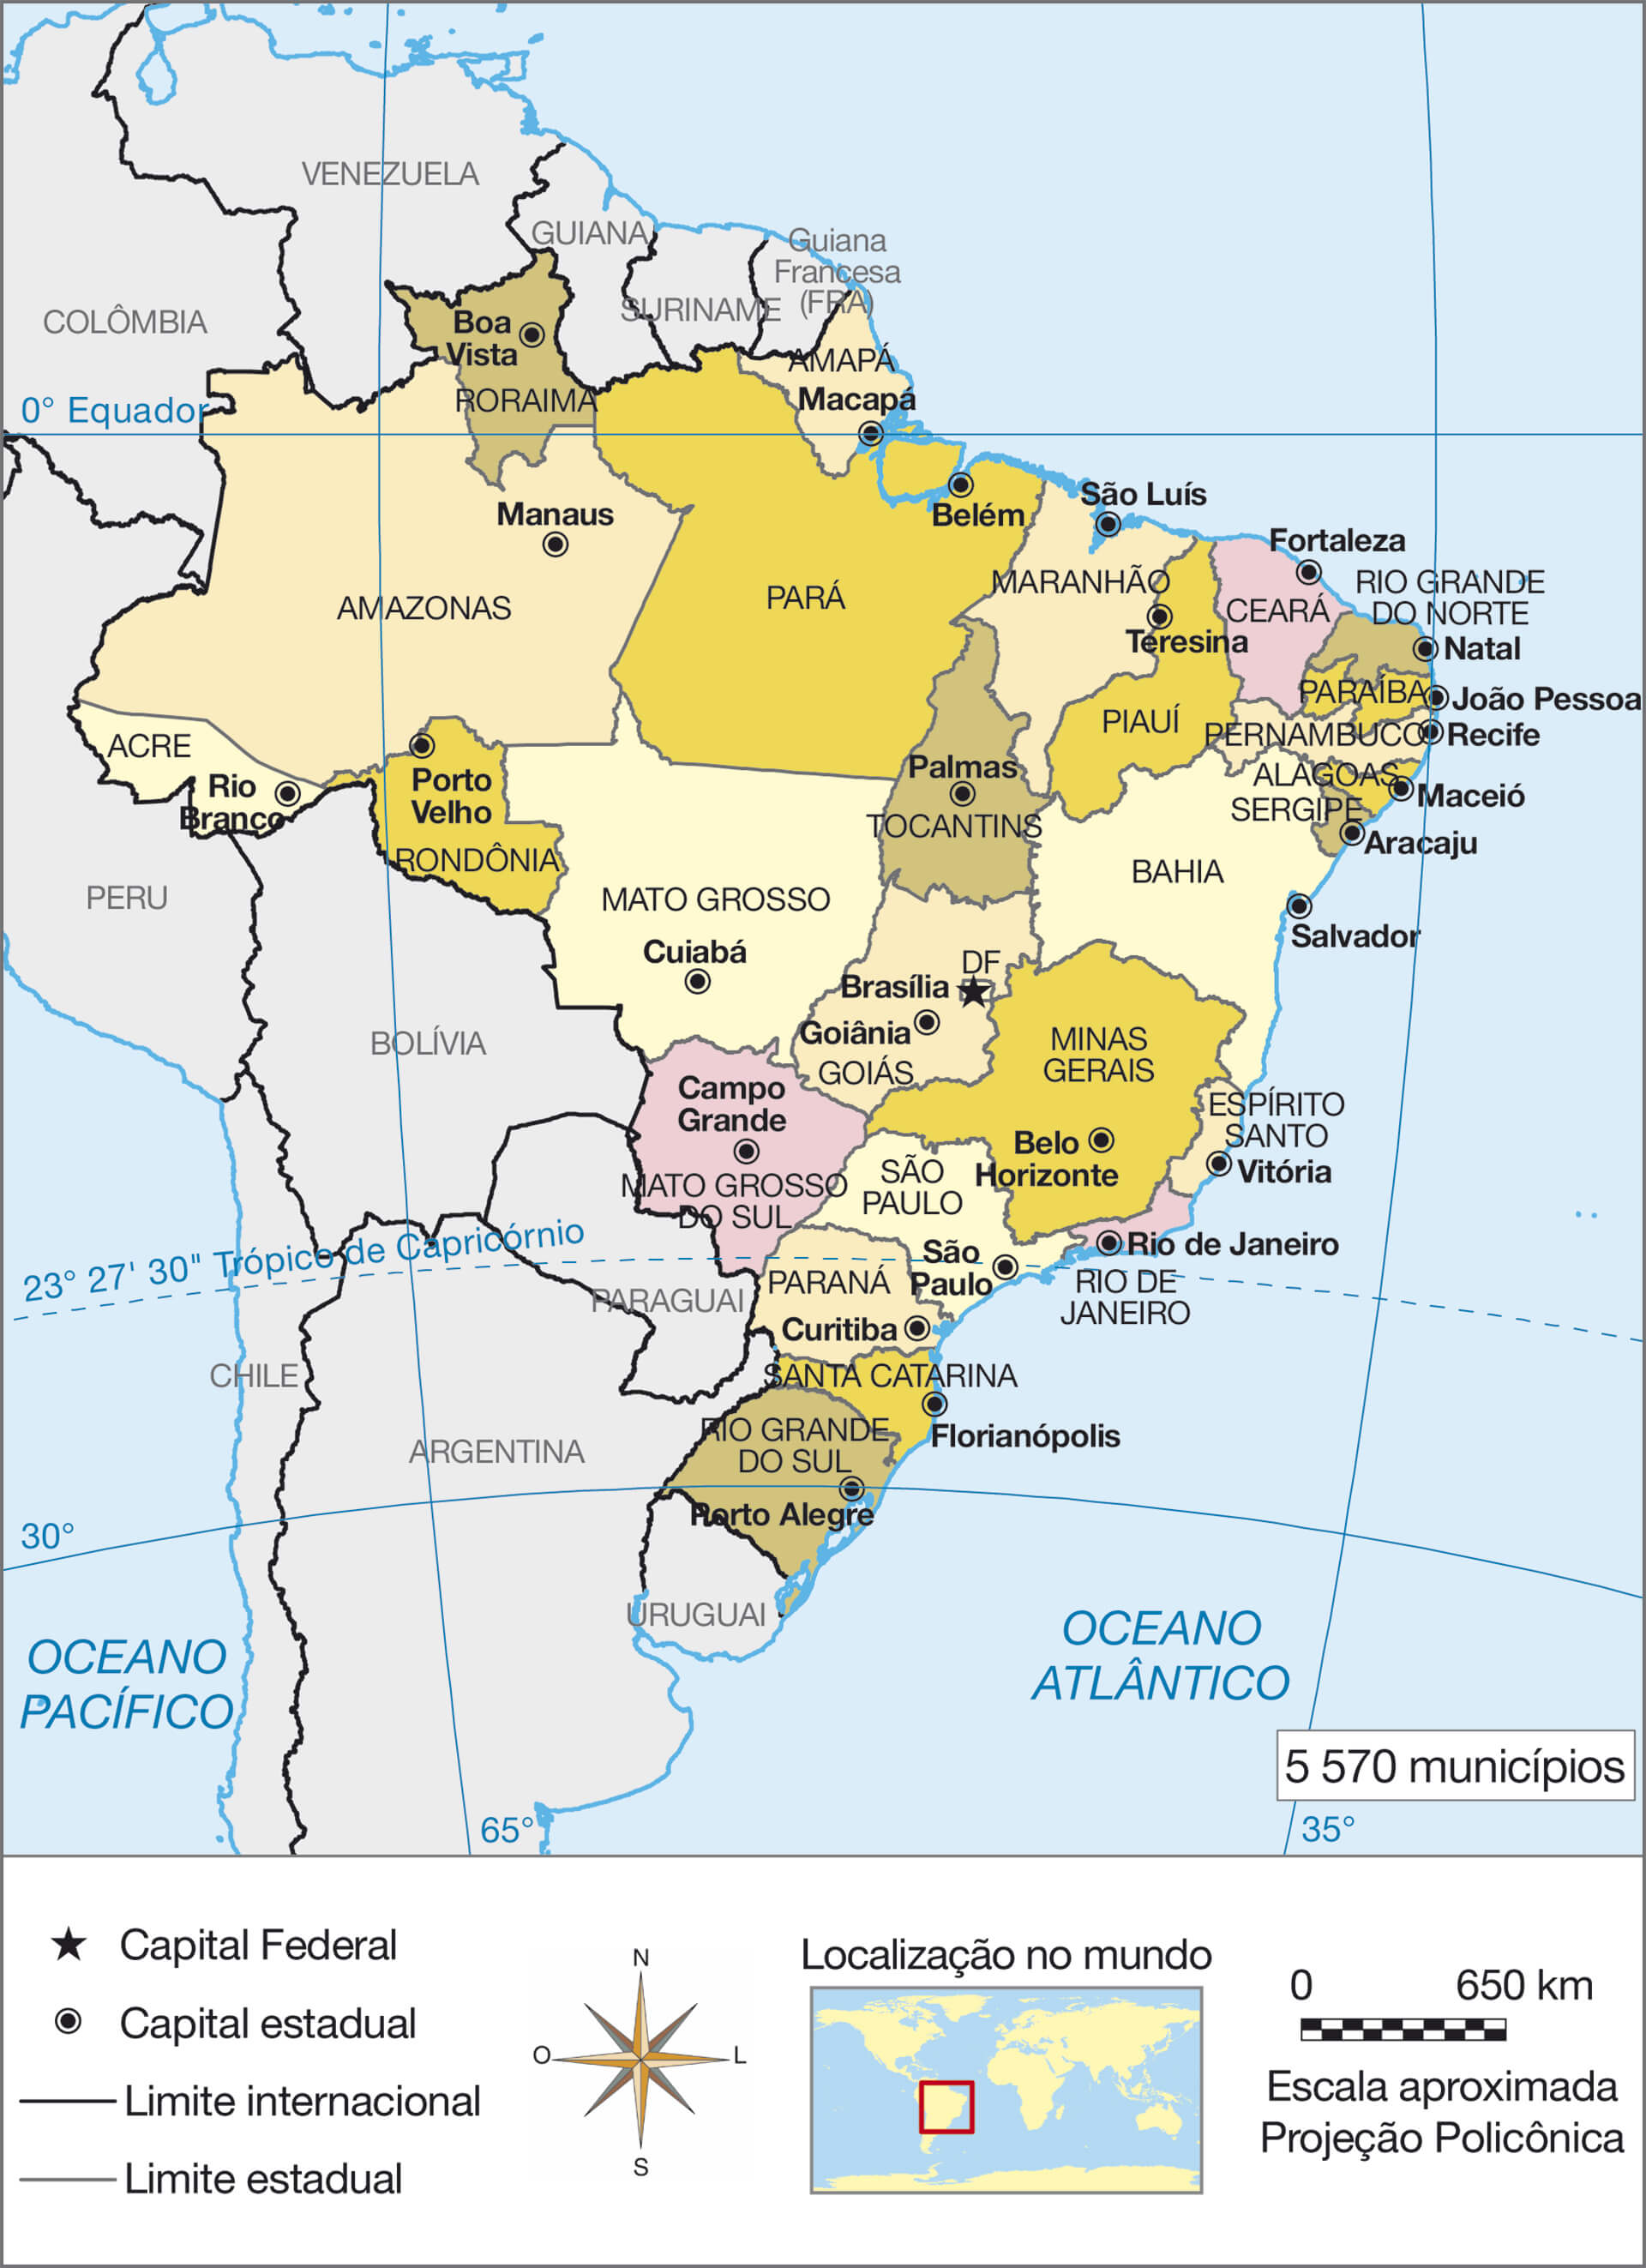 VENEZUELA
GUIANA
Guiana
Francesa
(FRA)
SURINAME
COLÔMBIA
Boa
Vista
RORAIMA
AMAPÁ
Macapá
0° Equador
Manaus
Belém
São Luís
Fortaleza
AMAZONAS
PARÁ
MARANHÃO
Teresina
CEARÁ
RIO GRANDE
DO NORTE
Natal
PARAÍBA
João Pessoa
PIAUÍ
PERNAMBUCO
Recife
ACRE
Rio
Branco
Porto
Velho
RONDÔNIA
Palmas
TOCANTINS
ALAGOAS
Maceió
SERGIPE
Aracaju
PERU
MATO GROSSO
Cuiabá
BAHIA
Salvador
DF
Brasília
Goiânia
GOIÁS
BOLÍVIA
MINAS
GERAIS
Campo
Grande
MATO GROSSO
DO SUL
Belo
Horizonte
ESPÍRITO
SANTO
Vitória
SÃO
PAULO
23° 27' 30" Trópico de Capricórnio
São
Paulo
Rio de Janeiro
RIO DE
JANEIRO
PARAGUAI
PARANÁ
Curitiba
CHILE
SANTA CATARINA
Florianópolis
ARGENTINA
RIO GRANDE
DO SUL
Porto Alegre
30°
URUGUAI
OCEANO
PACÍFICO
OCEANO
ATLÂNTICO
5 570 municípios
65°
35°
Capital Federal
Capital estadual
Limite internacional
Limite estadual
N
O
L
S
Localização no mundo
0 650 km
Escala aproximada
Projeção Policônica